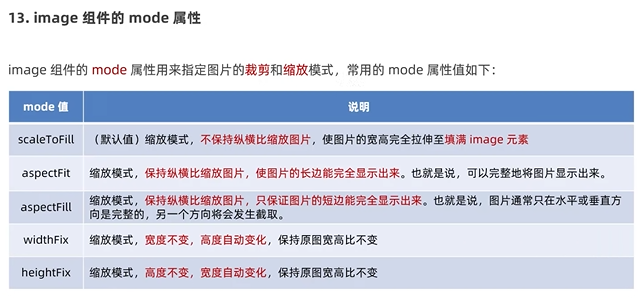 13. image 组件的 mode 属性
image 组件的 mode 属性用来指定图片的裁剪和缩放模式，常用的 mode 属性值如下：
mode 值 说明
scaleToFill （默认值）缩放模式，不保持纵横比缩放图片，使图片的宽高完全拉伸至填满 image 元素
aspectFit 缩放模式，保持纵横比缩放图片，使图片的长边能完全显示出来。也就是说，可以完整地将图片显示出来。
aspectFill 缩放模式，保持纵横比缩放图片，只保证图片的短边能完全显示出来。也就是说，图片通常只在水平或垂直方
向是完整的，另一个方向将会发生截取。
widthFix 缩放模式，宽度不变，高度自动变化，保持原图宽高比不变
heightFix 缩放模式，高度不变，宽度自动变化，保持原图宽高比不变